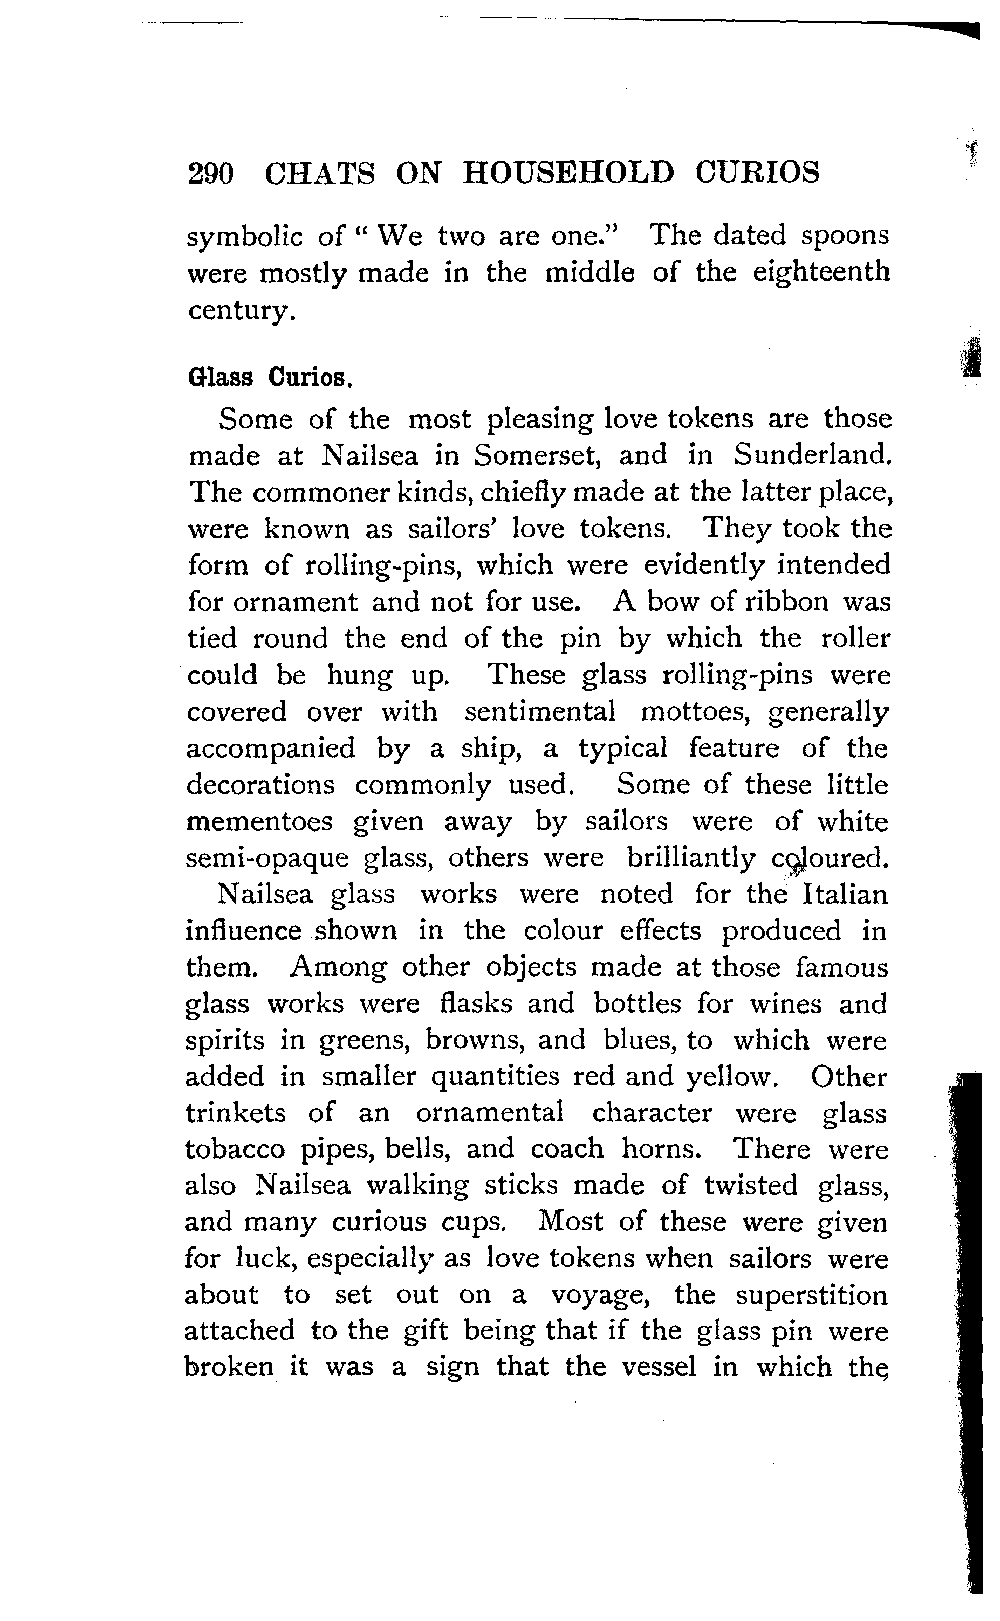 290 CHATS ON HOUSEHOLD CURIOS
symbolic of " We two are one." The dated spoons
were mostly made in the middle of the eighteenth
century.
Glass Curios.
Some of the most pleasing love tokens are those
made at Nailsea in Somerset, and in Sunderland.
The commoner kinds, chiefly made at the latter place,
were known as sailors' love tokens. They took the
form of rolling-pins, which were evidently intended
for ornament and not for use. A bow of ribbon was
tied round the end of the pin by which the roller
could be hung up. These glass rolling-pins were
covered over with sentimental mottoes, generally
accompanied by a ship, a typical feature of the
decorations commonly used. Some of these little
mementoes given away by sailors were of white
semi-opaque glass, others were brilliantly coloured.
Nailsea glass works were noted for the Italian
influence shown in the colour effects produced in
them. Among other objects made at those famous
glass works were flasks and bottles for wines and
spirits in greens, browns, and blues, to which were
added in smaller quantities red and yellow. Other
trinkets of an ornamental character were glass
tobacco pipes, bells, and coach horns. There were
also Nailsea walking sticks made of twisted glass,
and many curious cups. Most of these were given
for luck, especially as love tokens when sailors were
about to set out on a voyage, the superstition
attached to the gift being that if the glass pin were
broken it was a sign that the vessel in which the